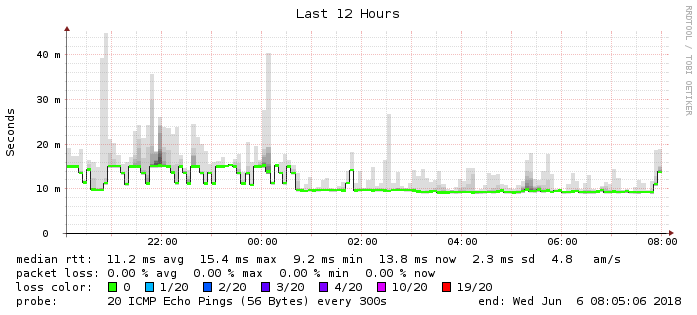 Last 12 Hours
RRDTOOL / TOBI OETIKER
Seconds
40 m
30 m
20 m
10 m
0
22:00 00:00 02:00 04:00 06:00 08:00
median rtt: 11.2 ms avg 15.4 ms max 9.2 ms min 13.8 ms now 2.3 ms sd 4.8 am/s
packet loss: 0.00 % avg 0.00 % max 0.00 % min 0.00 % now
loss color: 0 1/20 2/20 3/20 4/20 10/20 19/20
probe: 20 ICMP Echo Pings (56 Bytes) every 300s end: Wed Jun 6 08:05:06 2018